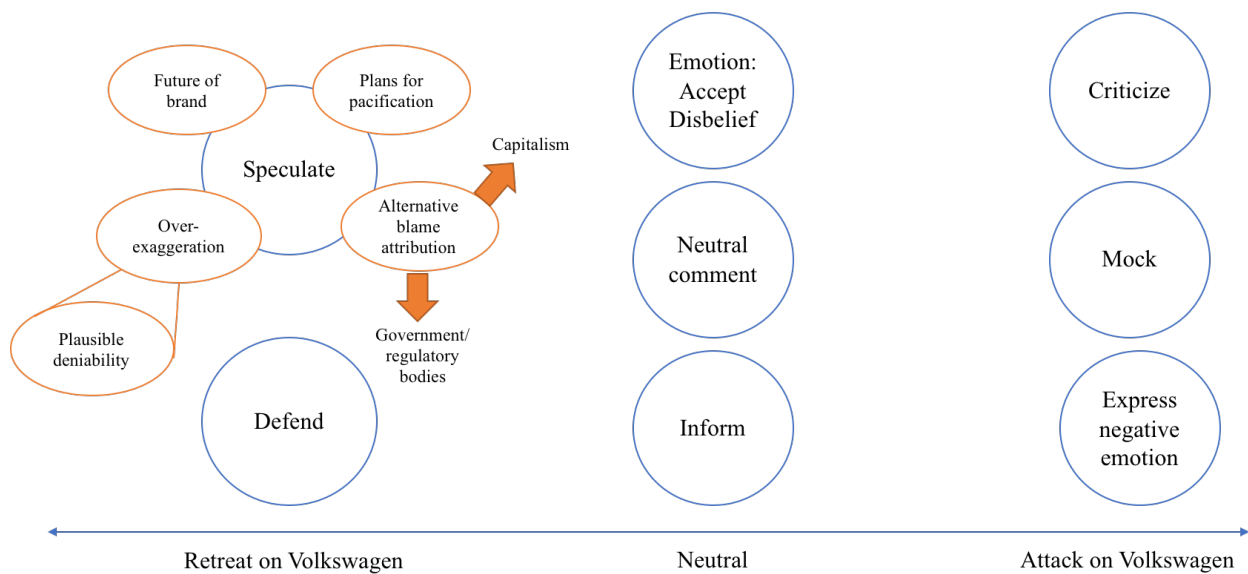 Future of
brand
Plans for
pacification
Speculate
Capitalism
Over-
exaggeration
Alternative
blame
attribution
Plausible
deniability
Government/
regulatory
bodies
Defend
Emotion:
Accept
Disbelief
Neutral
comment
Inform
Criticize
Mock
Express
negative
emotion
Retreat on Volkswagen
Neutral
Attack on Volkswagen